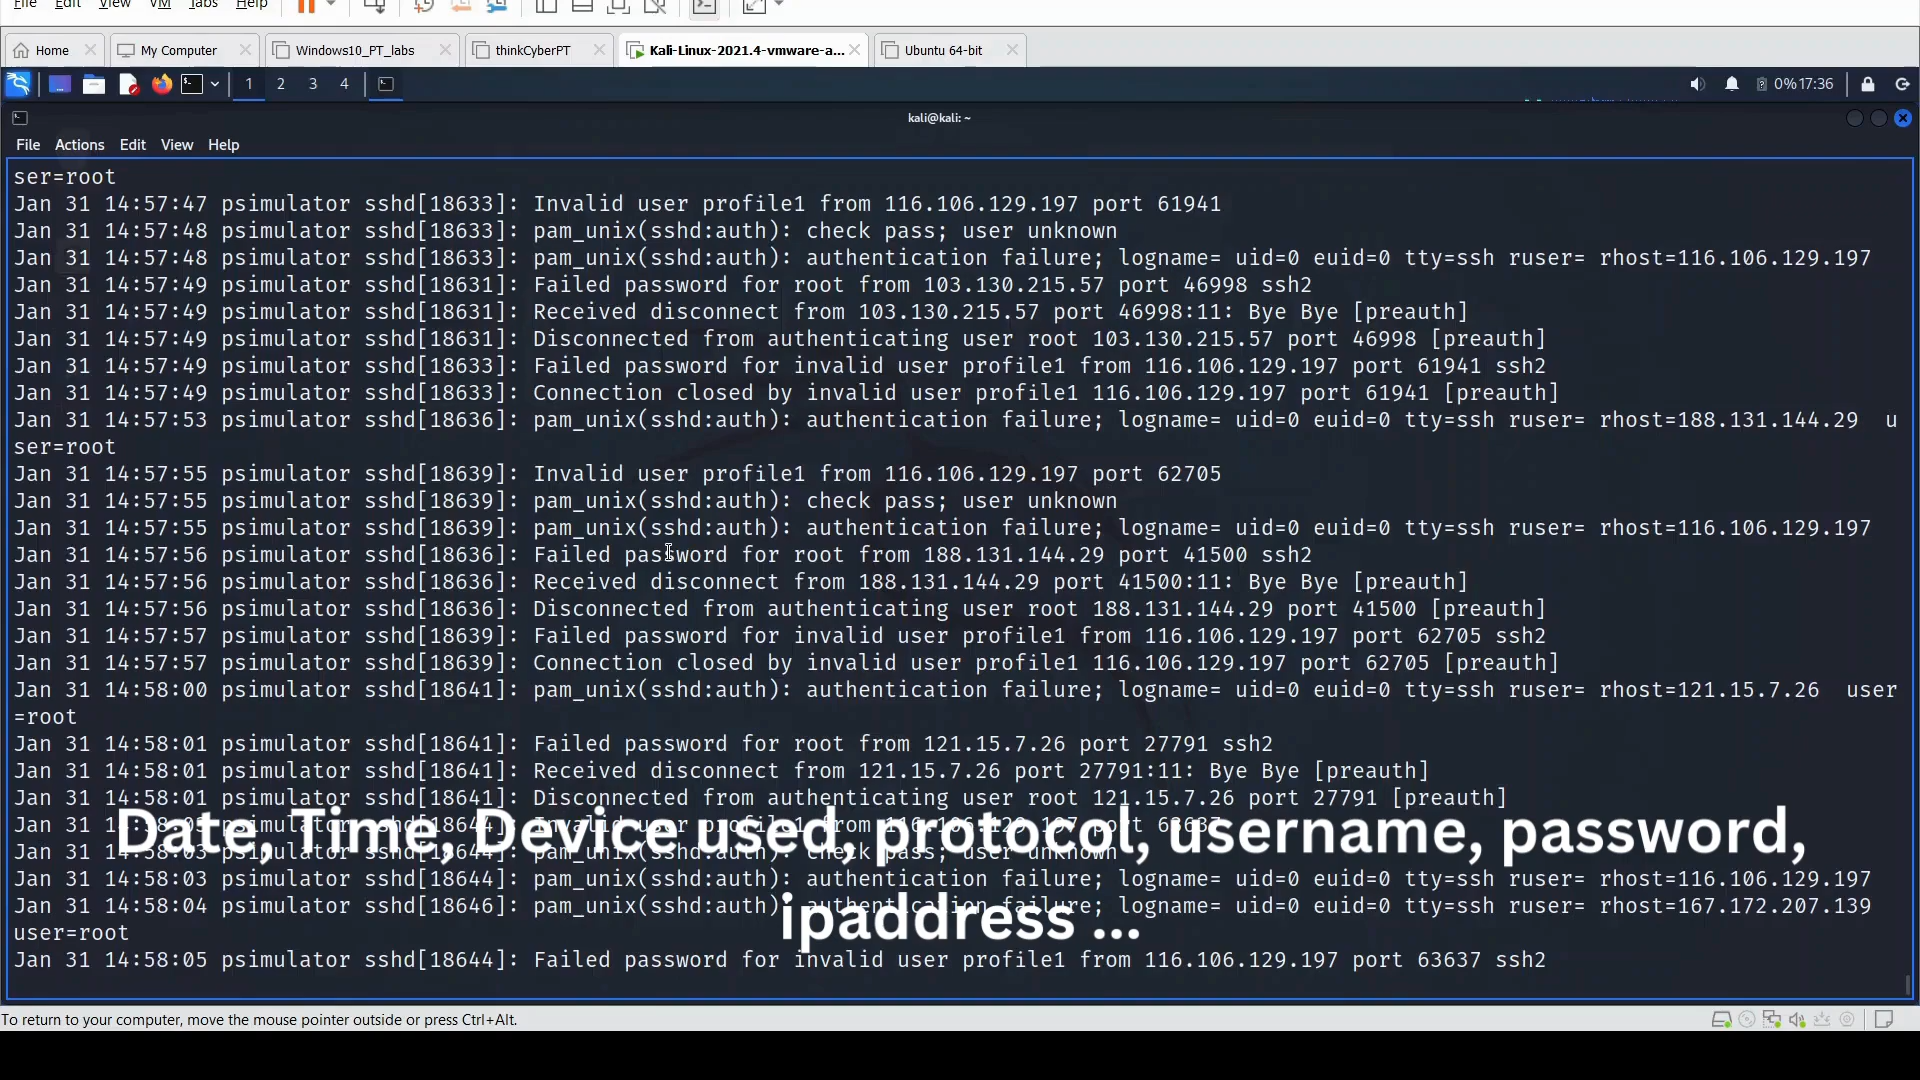 File Edit View VM Tabs Help
Home My Computer Windows10_PT_labs thinkCyberPT Kali-Linux-2021.4-vmware-a... Ubuntu 64-bit
1 2 3 4 0% 17:36
kali@kali: ~
File Actions Edit View Help
ser=root
Jan 31 14:57:47 psimulator sshd[18633]: Invalid user profile1 from 116.106.129.197 port 61941
Jan 31 14:57:48 psimulator sshd[18633]: pam_unix(sshd:auth): check pass; user unknown
Jan 31 14:57:48 psimulator sshd[18633]: pam_unix(sshd:auth): authentication failure; logname= uid=0 euid=0 tty=ssh ruser= rhost=116.106.129.197
Jan 31 14:57:49 psimulator sshd[18631]: Failed password for root from 103.130.215.57 port 46998 ssh2
Jan 31 14:57:49 psimulator sshd[18631]: Received disconnect from 103.130.215.57 port 46998:11: Bye Bye [preauth]
Jan 31 14:57:49 psimulator sshd[18631]: Disconnected from authenticating user root 103.130.215.57 port 46998 [preauth]
Jan 31 14:57:49 psimulator sshd[18633]: Failed password for invalid user profile1 from 116.106.129.197 port 61941 ssh2
Jan 31 14:57:49 psimulator sshd[18633]: Connection closed by invalid user profile1 116.106.129.197 port 61941 [preauth]
Jan 31 14:57:53 psimulator sshd[18636]: pam_unix(sshd:auth): authentication failure; logname= uid=0 euid=0 tty=ssh ruser= rhost=188.131.144.29 u
ser=root
Jan 31 14:57:55 psimulator sshd[18639]: Invalid user profile1 from 116.106.129.197 port 62705
Jan 31 14:57:55 psimulator sshd[18639]: pam_unix(sshd:auth): check pass; user unknown
Jan 31 14:57:55 psimulator sshd[18639]: pam_unix(sshd:auth): authentication failure; logname= uid=0 euid=0 tty=ssh ruser= rhost=116.106.129.197
Jan 31 14:57:56 psimulator sshd[18636]: Failed password for root from 188.131.144.29 port 41500 ssh2
Jan 31 14:57:56 psimulator sshd[18636]: Received disconnect from 188.131.144.29 port 41500:11: Bye Bye [preauth]
Jan 31 14:57:56 psimulator sshd[18636]: Disconnected from authenticating user root 188.131.144.29 port 41500 [preauth]
Jan 31 14:57:57 psimulator sshd[18639]: Failed password for invalid user profile1 from 116.106.129.197 port 62705 ssh2
Jan 31 14:57:57 psimulator sshd[18639]: Connection closed by invalid user profile1 116.106.129.197 port 62705 [preauth]
Jan 31 14:58:00 psimulator sshd[18641]: pam_unix(sshd:auth): authentication failure; logname= uid=0 euid=0 tty=ssh ruser= rhost=121.15.7.26 user
=root
Jan 31 14:58:01 psimulator sshd[18641]: Failed password for root from 121.15.7.26 port 27791 ssh2
Jan 31 14:58:01 psimulator sshd[18641]: Received disconnect from 121.15.7.26 port 27791:11: Bye Bye [preauth]
Jan 31 14:58:01 psimulator sshd[18641]: Disconnected from authenticating user root 121.15.7.26 port 27791 [preauth]
Jan 31 psimulator sshd[18644]: Invalid user profile1 from 116.106.129.197 port 63637
Jan 31 14:58:03 psimulator sshd[18644]: pam_unix(sshd:auth): check pass; user unknown
Date, Time, Device used, protocol, username, password,
Jan 31 14:58:03 psimulator sshd[18644]: pam_unix(sshd:auth): authentication failure; logname= uid=0 euid=0 tty=ssh ruser= rhost=116.106.129.197
Jan 31 14:58:04 psimulator sshd[18646]: pam_unix(sshd:auth): authentication failure; logname= uid=0 euid=0 tty=ssh ruser= rhost=167.172.207.139
ipaddress ...
user=root
Jan 31 14:58:05 psimulator sshd[18644]: Failed password for invalid user profile1 from 116.106.129.197 port 63637 ssh2
To return to your computer, move the mouse pointer outside or press Ctrl+Alt.